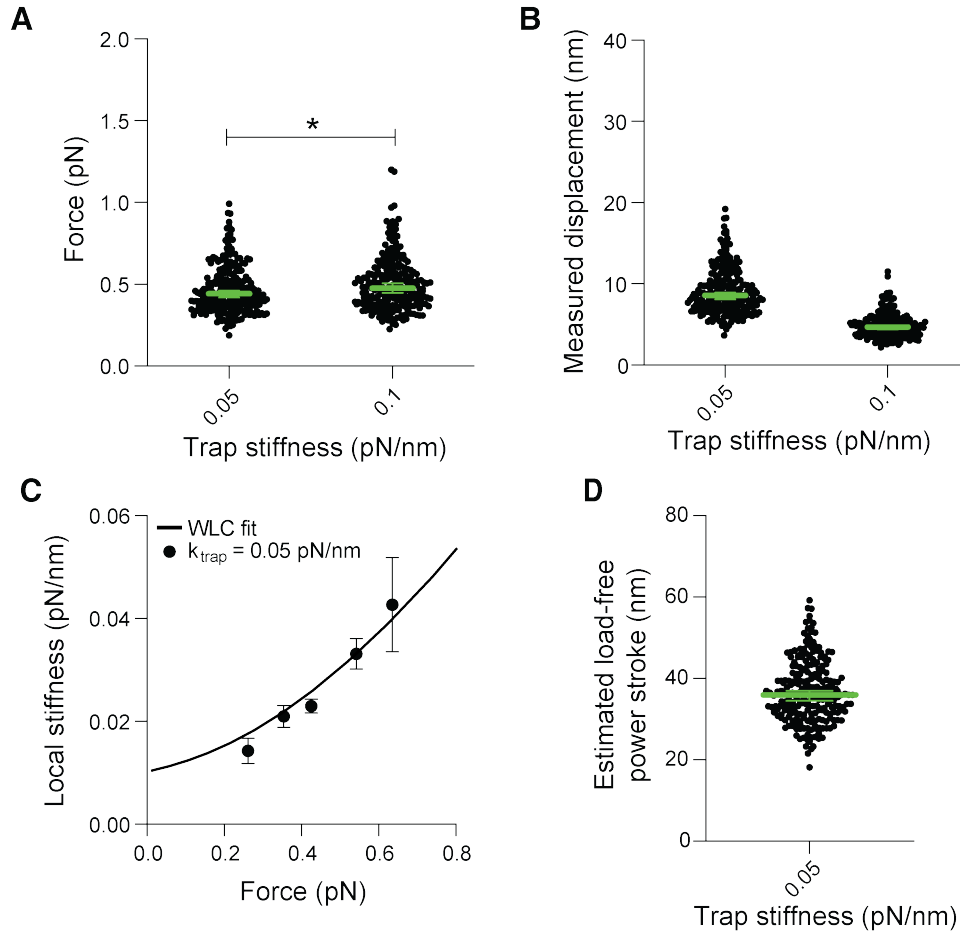 A
Force (pN)
2.0
1.5
1.0
0.5
0.0
*
0.05
0.1
Trap stiffness (pN/nm)
B
Measured displacement (nm)
40
30
20
10
0
0.05
0.1
Trap stiffness (pN/nm)
C
Local stiffness (pN/nm)
0.06
0.04
0.02
0.00
WLC fit
k trap = 0.05 pN/nm
0.0
0.2
0.4
0.6
0.8
Force (pN)
D
Estimated load-free
power stroke (nm)
80
60
40
20
0
0.05
Trap stiffness (pN/nm)